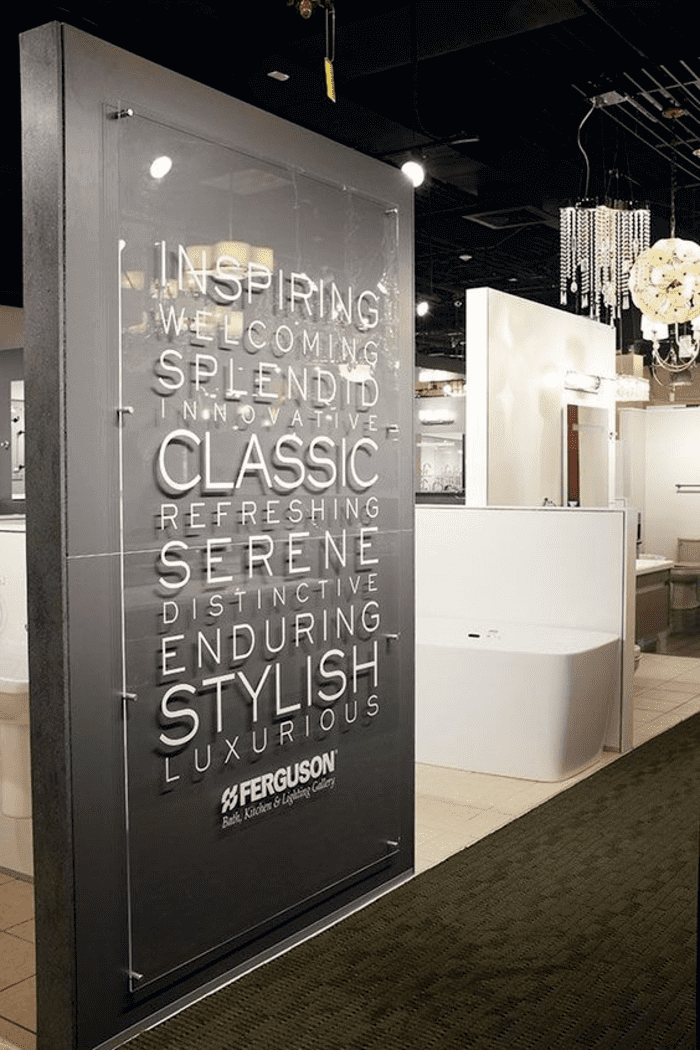 INSPIRING
WELCOMING
SPLENDID
INNOVATIVE
CLASSIC
REFRESHING
SERENE
DISTINCTIVE
ENDURING
STYLISH
LUXURIOUS
FERGUSON®
Bath, Kitchen & Lighting Gallery